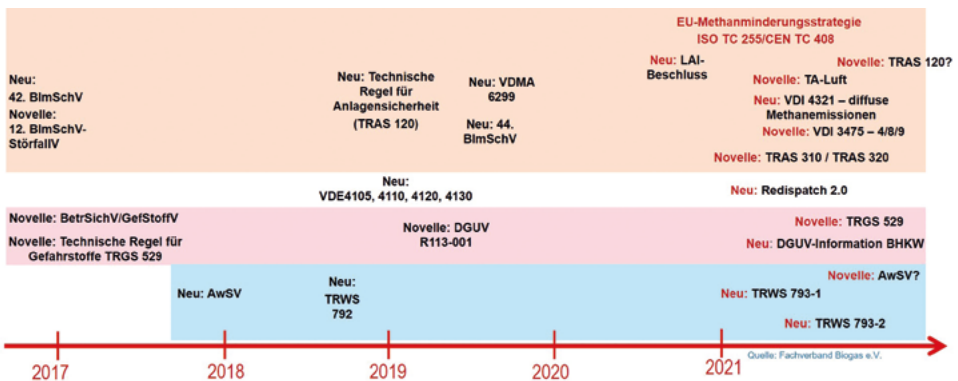 EU-Methanminderungsstrategie
ISO TC 255/CEN TC 408
Neu:
42. BImSchV
Novelle:
12. BImSchV-
StörfallV
Neu: Technische
Regel für
Anlagensicherheit
(TRAS 120)
Neu: VDMA
6299
Neu: 44.
BImSchV
Neu: LAI-
Beschluss
Novelle: TRAS 120?
Novelle: TA-Luft
Neu: VDI 4321 – diffuse
Methanemissionen
Novelle: VDI 3475 – 4/8/9
Novelle: TRAS 310 / TRAS 320
Neu:
VDE4105, 4110, 4120, 4130
Neu: Redispatch 2.0
Novelle: BetrSichV/GefStoffV
Novelle: Technische Regel für
Gefahrstoffe TRGS 529
Novelle: DGUV
R113-001
Novelle: TRGS 529
Neu: DGUV-Information BHKW
Neu: AwSV
Neu:
TRWS
792
Novelle: AwSV?
Neu: TRWS 793-1
Neu: TRWS 793-2
2017
2018
2019
2020
2021
Quelle: Fachverband Biogas e.V.